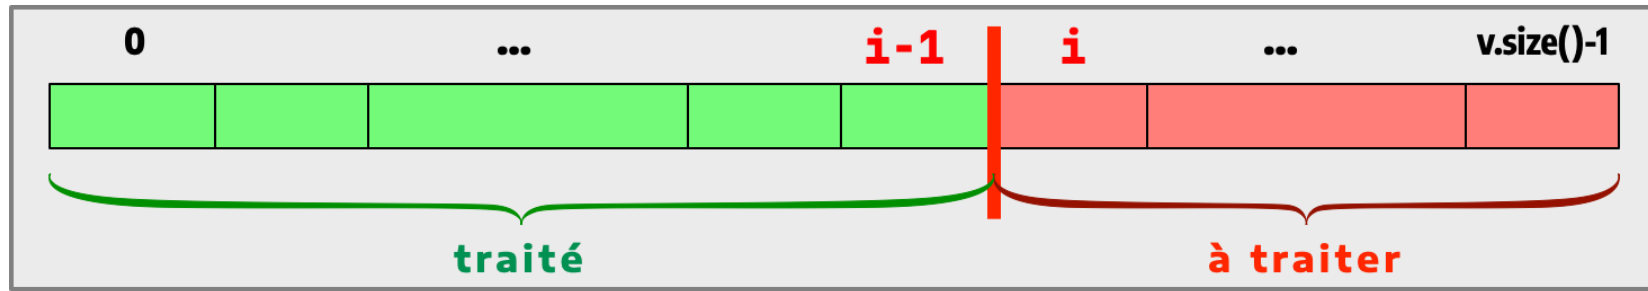 0 ... i-1 i ... v.size()-1
traité à traiter